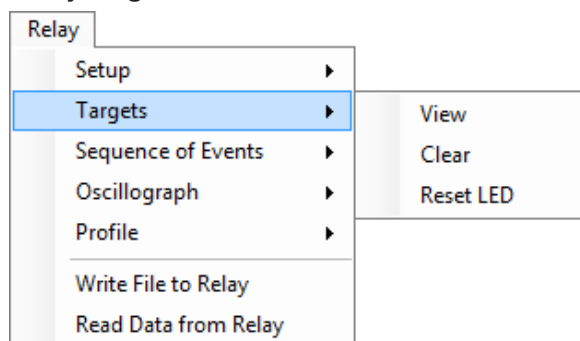 Relay
Setup
Targets
Sequence of Events
Oscillograph
Profile
Write File to Relay
Read Data from Relay
View
Clear
Reset LED